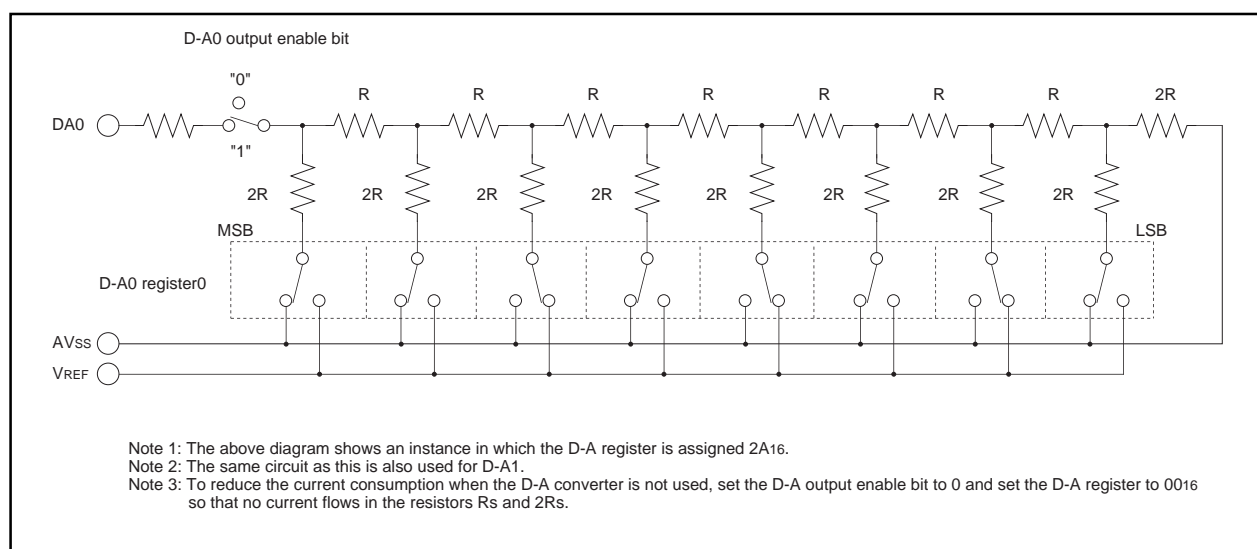 D-A0 output enable bit
"0"
R R R R R R R 2R
DA0
"1"
2R 2R 2R 2R 2R 2R 2R 2R
MSB LSB
D-A0 register0
AVSS
VREF
Note 1: The above diagram shows an instance in which the D-A register is assigned 2A16.
Note 2: The same circuit as this is also used for D-A1.
Note 3: To reduce the current consumption when the D-A converter is not used, set the D-A output enable bit to 0 and set the D-A register to 0016
so that no current flows in the resistors Rs and 2Rs.